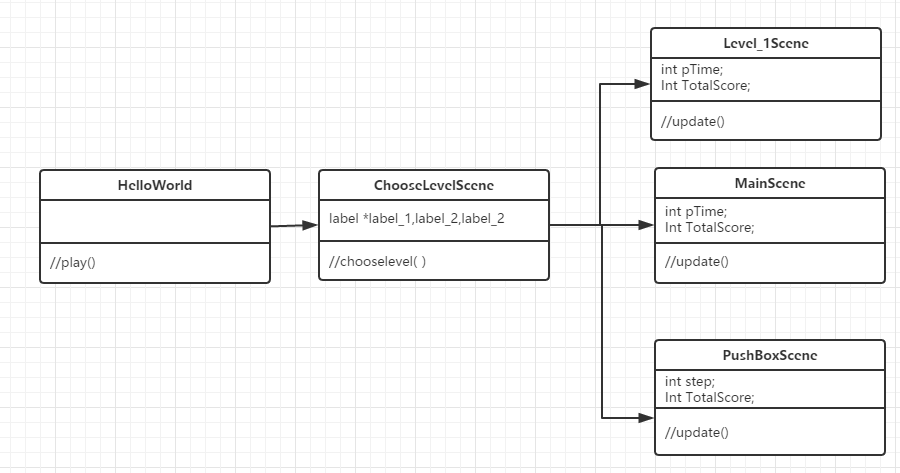 HelloWorld
//play()
ChooseLevelScene
label *label_1,label_2,label_2
//chooselevel( )
Level_1Scene
int pTime;
Int TotalScore;
//update()
MainScene
int pTime;
Int TotalScore;
//update()
PushBoxScene
int step;
Int TotalScore;
//update()